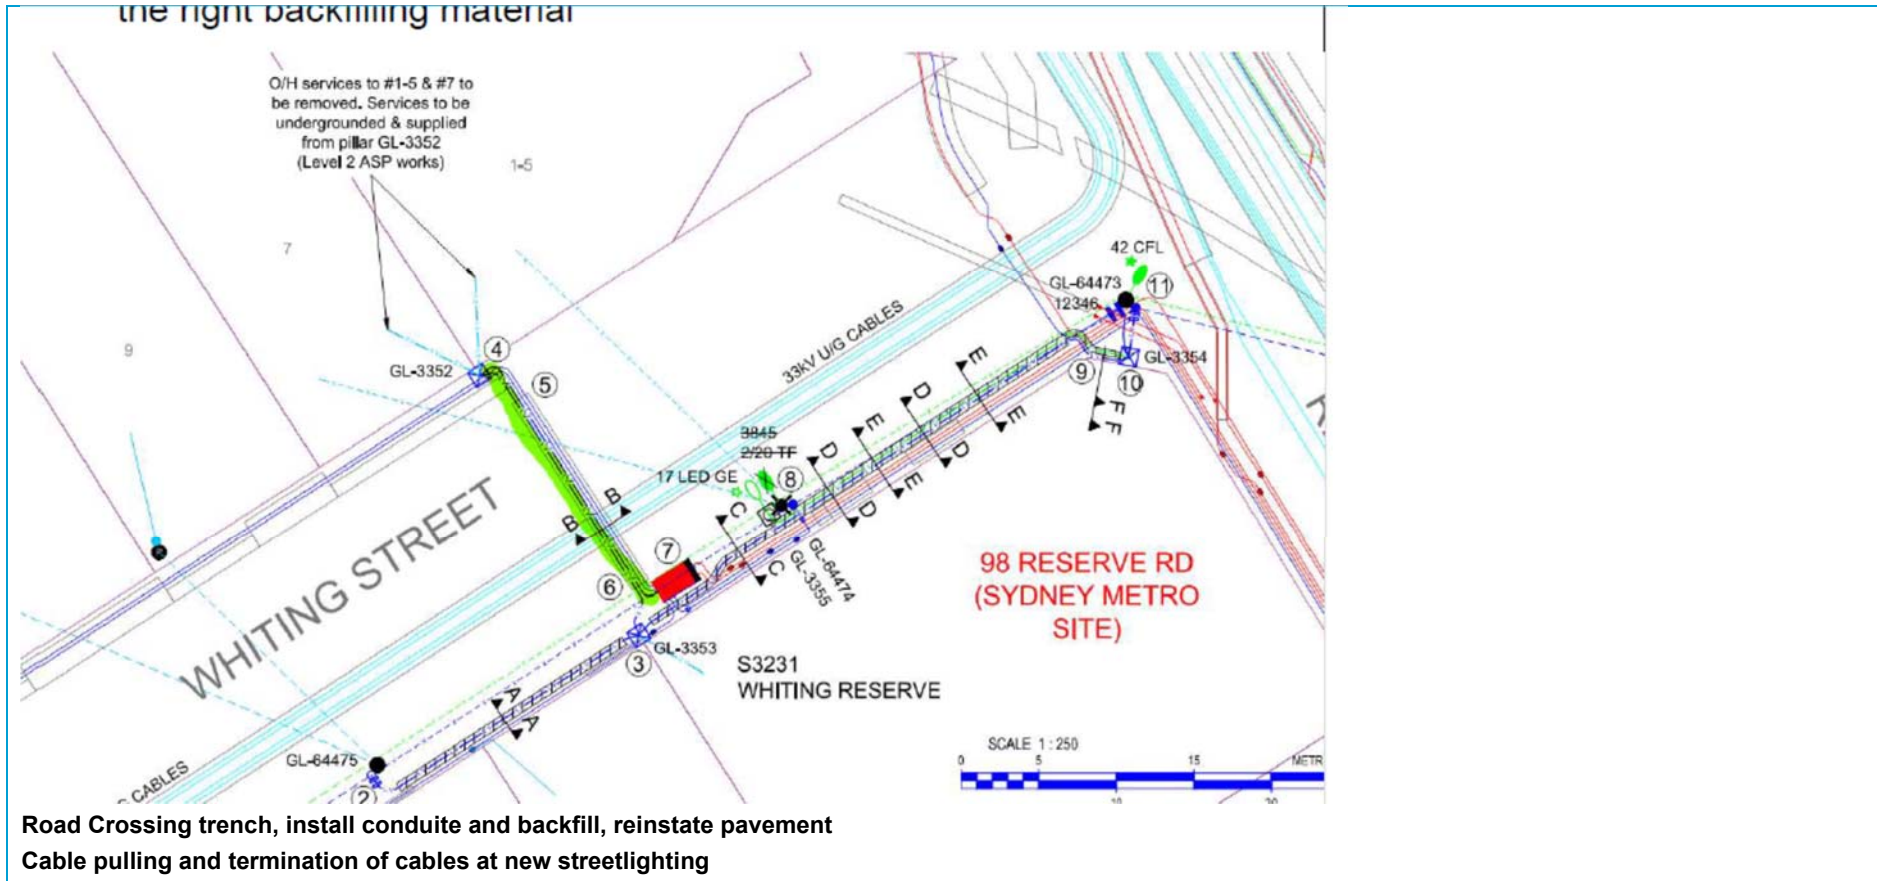 the right backfilling material
O/H services to #1-5 & #7 to
be removed. Services to be
undergrounded & supplied
from pillar GL-3352
(Level 2 ASP works)
1-5
7
9
42 CFL
GL-64473
11
12346
GL-3354
9
10
33kV U/G CABLES
4
GL-3352
5
E
E
D
D
E
E
D
D
F
F
3845
2/20 TF
17 LED GE
8
C
C
B
B
7
6
GL-64474
GL-3355
WHITING STREET
98 RESERVE RD
(SYDNEY METRO
SITE)
GL-3353
3
S3231
WHITING RESERVE
A
A
GL-64475
2
CABLES
SCALE 1 : 250
0 5 15 METR
10 20
Road Crossing trench, install conduite and backfill, reinstate pavement
Cable pulling and termination of cables at new streetlighting